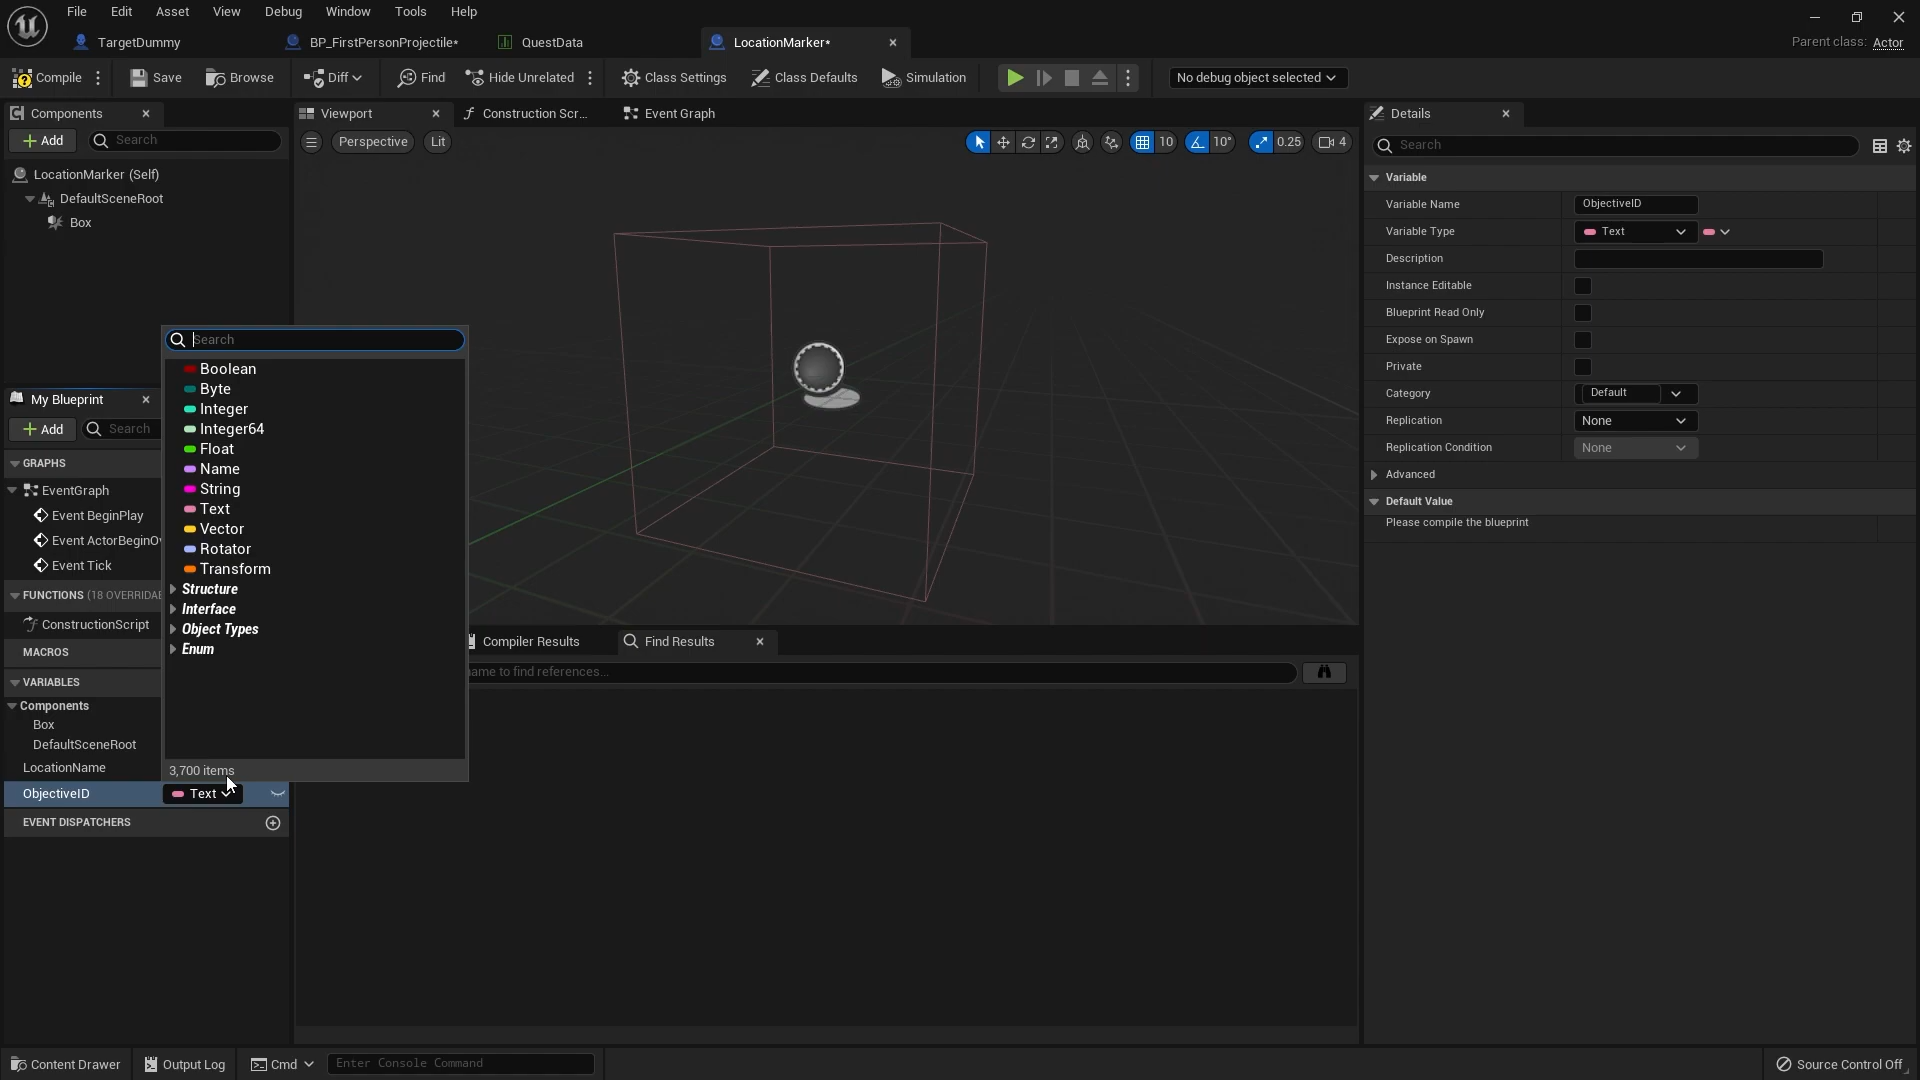 File Edit Asset View Debug Window Tools Help
TargetDummy BP_FirstPersonProjectile* QuestData LocationMarker*
Parent class: Actor
Compile Save Browse Diff Find Hide Unrelated Class Settings Class Defaults Simulation No debug object selected
Components Viewport Construction Scr... Event Graph Details
Add Search Perspective Lit 10 10° 0.25 4 Search
LocationMarker (Self)
DefaultSceneRoot
Box
Variable
Variable Name ObjectiveID
Variable Type Text
Description
Instance Editable
Blueprint Read Only
Expose on Spawn
Private
Category Default
Replication None
Replication Condition None
Advanced
Default Value
Please compile the blueprint
Search
Boolean
Byte
Integer
Integer64
Float
Name
String
Text
Vector
Rotator
Transform
Structure
Interface
Object Types
Enum
3,700 items
My Blueprint
Add Search
GRAPHS
EventGraph
Event BeginPlay
Event ActorBeginOv
Event Tick
FUNCTIONS (18 OVERRIDA
ConstructionScript
MACROS
VARIABLES
Components
Box
DefaultSceneRoot
LocationName
ObjectiveID Text
EVENT DISPATCHERS
Compiler Results Find Results
name to find references...
Content Drawer Output Log Cmd Enter Console Command Source Control Off